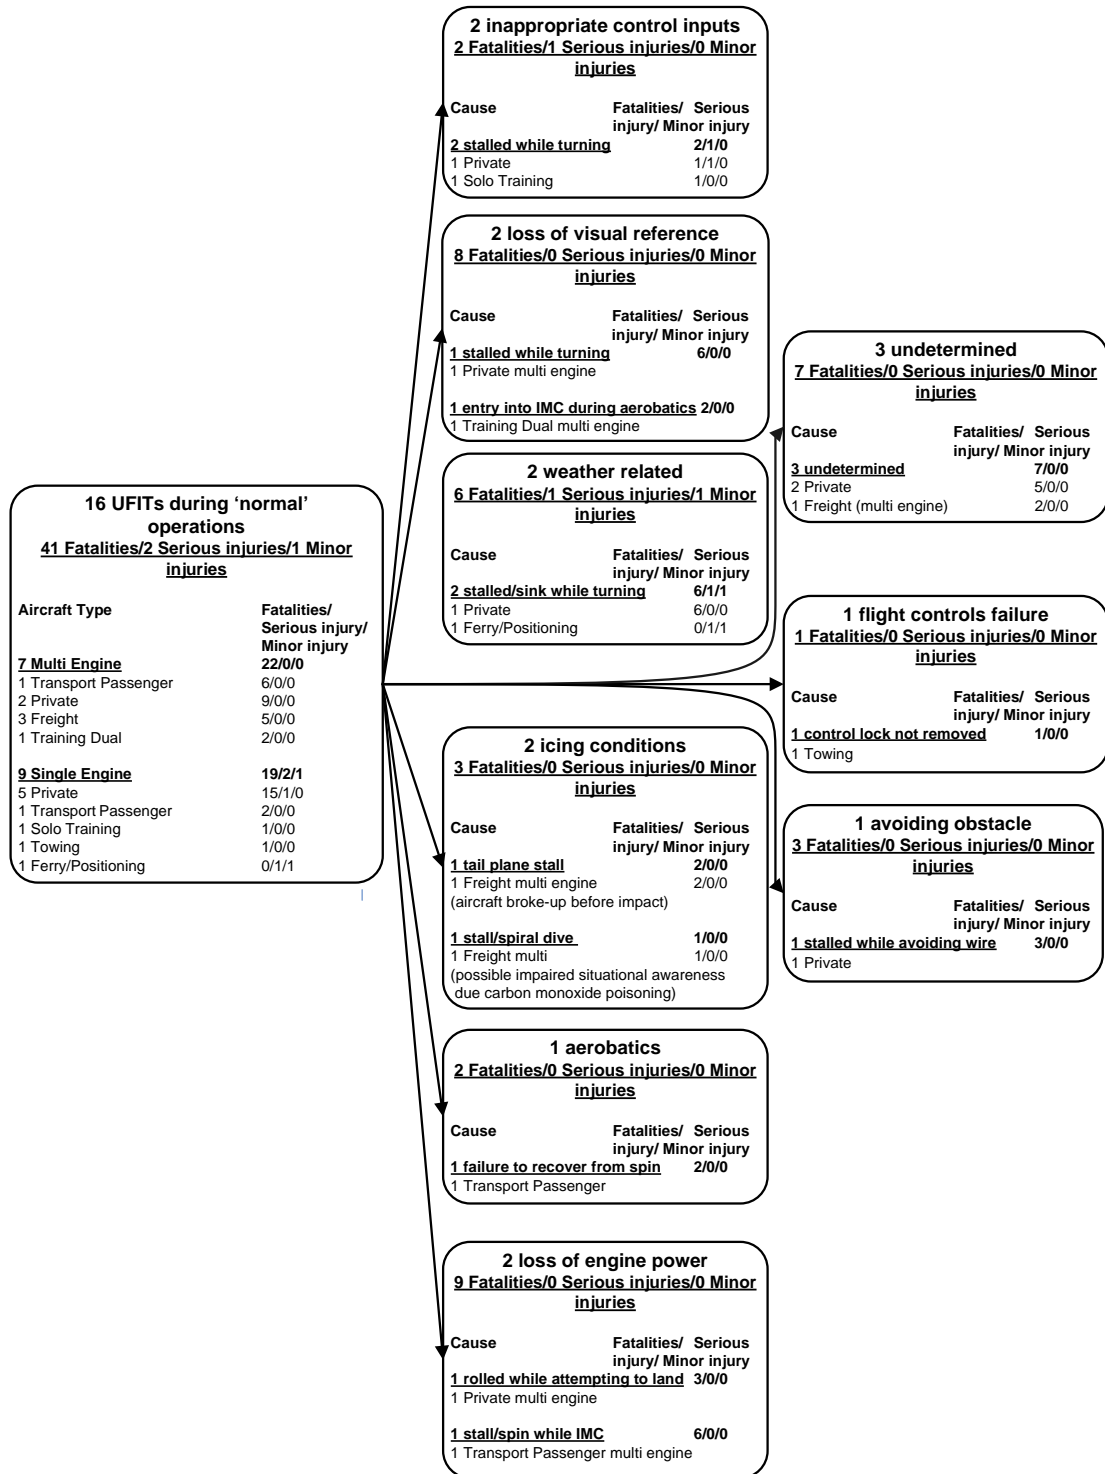 2 inappropriate control inputs
2 Fatalities/1 Serious injuries/0 Minor
injuries
Cause Fatalities/ Serious
injury/ Minor injury
2 stalled while turning 2/1/0
1 Private 1/1/0
1 Solo Training 1/0/0
2 loss of visual reference
8 Fatalities/0 Serious injuries/0 Minor
injuries
Cause Fatalities/ Serious
injury/ Minor injury
1 stalled while turning 6/0/0
1 Private multi engine
1 entry into IMC during aerobatics 2/0/0
1 Training Dual multi engine
2 weather related
6 Fatalities/1 Serious injuries/1 Minor
injuries
Cause Fatalities/ Serious
injury/ Minor injury
2 stalled/sink while turning 6/1/1
1 Private 6/0/0
1 Ferry/Positioning 0/1/1
16 UFITs during ‘normal’
operations
41 Fatalities/2 Serious injuries/1 Minor
injuries
Aircraft Type Fatalities/
Serious injury/
Minor injury
7 Multi Engine 22/0/0
1 Transport Passenger 6/0/0
2 Private 9/0/0
3 Freight 5/0/0
1 Training Dual 2/0/0
9 Single Engine 19/2/1
5 Private 15/1/0
1 Transport Passenger 2/0/0
1 Solo Training 1/0/0
1 Towing 1/0/0
1 Ferry/Positioning 0/1/1
2 icing conditions
3 Fatalities/0 Serious injuries/0 Minor
injuries
Cause Fatalities/ Serious
injury/ Minor injury
1 tail plane stall 2/0/0
1 Freight multi engine 2/0/0
(aircraft broke-up before impact)
1 stall/spiral dive 1/0/0
1 Freight multi 1/0/0
(possible impaired situational awareness
due carbon monoxide poisoning)
1 aerobatics
2 Fatalities/0 Serious injuries/0 Minor
injuries
Cause Fatalities/ Serious
injury/ Minor injury
1 failure to recover from spin 2/0/0
1 Transport Passenger
2 loss of engine power
9 Fatalities/0 Serious injuries/0 Minor
injuries
Cause Fatalities/ Serious
injury/ Minor injury
1 rolled while attempting to land 3/0/0
1 Private multi engine
1 stall/spin while IMC 6/0/0
1 Transport Passenger multi engine
3 undetermined
7 Fatalities/0 Serious injuries/0 Minor
injuries
Cause Fatalities/ Serious
injury/ Minor injury
3 undetermined 7/0/0
2 Private 5/0/0
1 Freight (multi engine) 2/0/0
1 flight controls failure
1 Fatalities/0 Serious injuries/0 Minor
injuries
Cause Fatalities/ Serious
injury/ Minor injury
1 control lock not removed 1/0/0
1 Towing
1 avoiding obstacle
3 Fatalities/0 Serious injuries/0 Minor
injuries
Cause Fatalities/ Serious
injury/ Minor injury
1 stalled while avoiding wire 3/0/0
1 Private